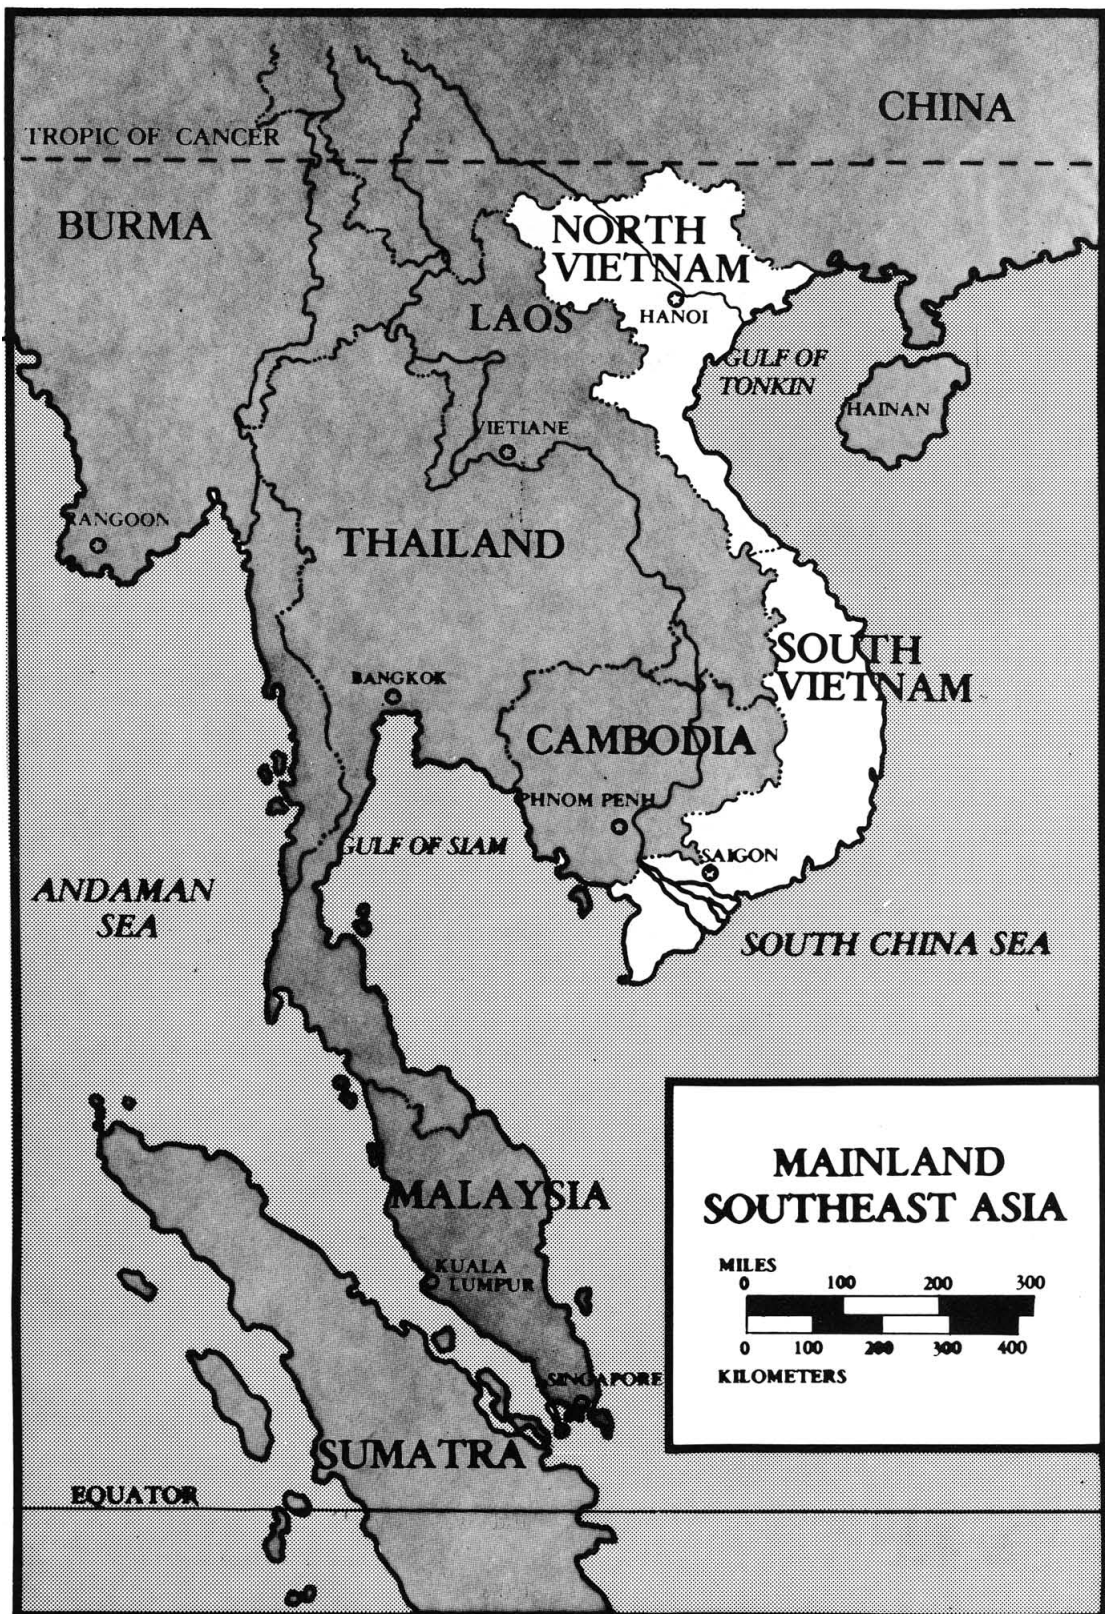 CHINA
TROPIC OF CANCER
BURMA
NORTH
VIETNAM
HANOI
LAOS
GULF OF
TONKIN
HAINAN
VIETIANE
RANGOON
THAILAND
SOUTH
VIETNAM
BANGKOK
CAMBODIA
PHNOM PENH
GULF OF SIAM
SAIGON
ANDAMAN
SEA
SOUTH CHINA SEA
MAINLAND
SOUTHEAST ASIA
MILES
0 100 200 300
0 100 200 300 400
KILOMETERS
MALAYSIA
KUALA
LUMPUR
SINGAPORE
SUMATRA
EQUATOR